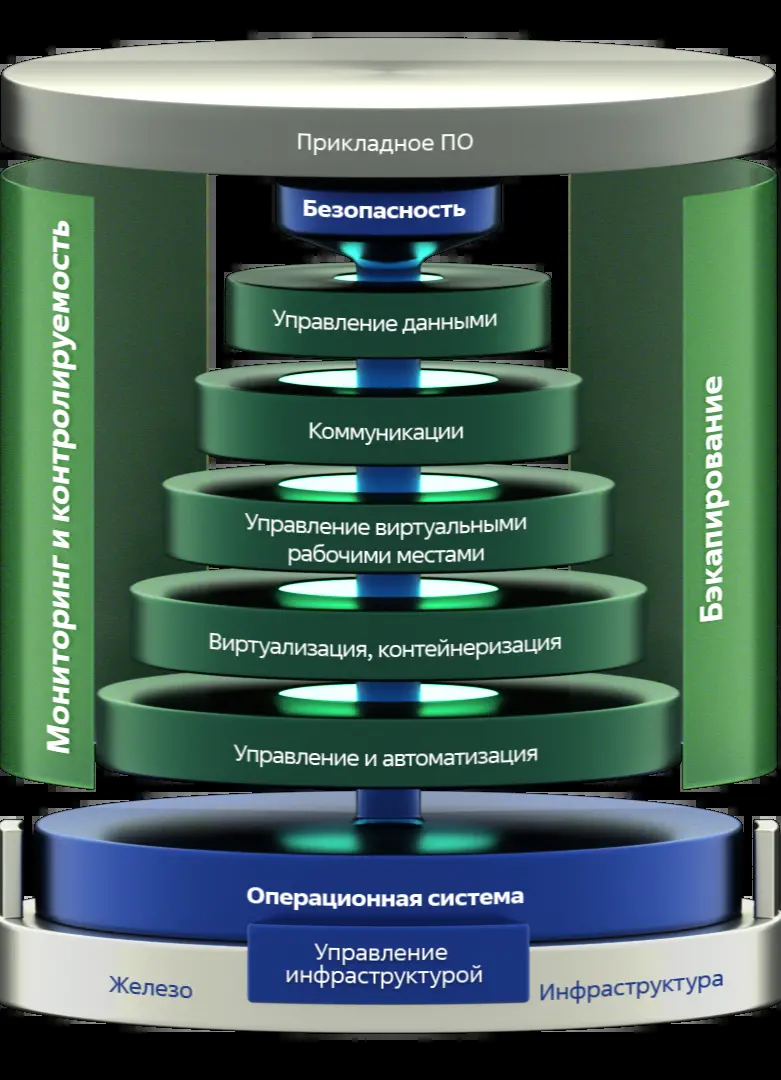 Прикладное ПО
Безопасность
Мониторинг и контролируемость
Управление данными
Коммуникации
Бэкапирование
Управление виртуальными
рабочими местами
Виртуализация, контейнеризация
Управление и автоматизация
Операционная система
Управление
инфраструктурой
Железо
Инфраструктура